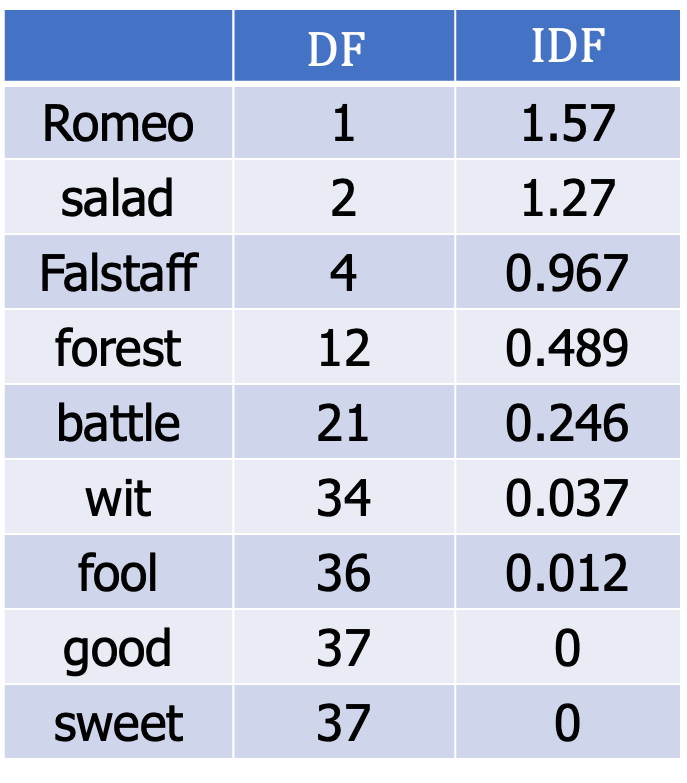 DF IDF
Romeo 1 1.57
salad 2 1.27
Falstaff 4 0.967
forest 12 0.489
battle 21 0.246
wit 34 0.037
fool 36 0.012
good 37 0
sweet 37 0